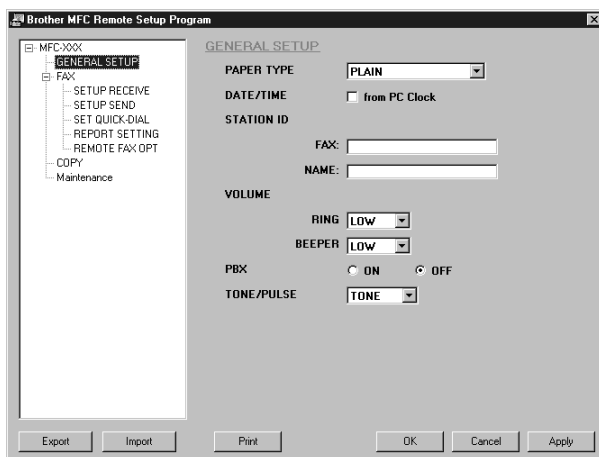 Brother MFC Remote Setup Program
MFC-XXX
GENERAL SETUP
FAX
SETUP RECEIVE
SETUP SEND
SET QUICK-DIAL
REPORT SETTING
REMOTE FAX OPT
COPY
Maintenance
GENERAL SETUP
PAPER TYPE PLAIN
DATE/TIME from PC Clock
STATION ID
FAX:
NAME:
VOLUME
RING LOW
BEEPER LOW
PBX ON OFF
TONE/PULSE TONE
Export Import Print OK Cancel Apply